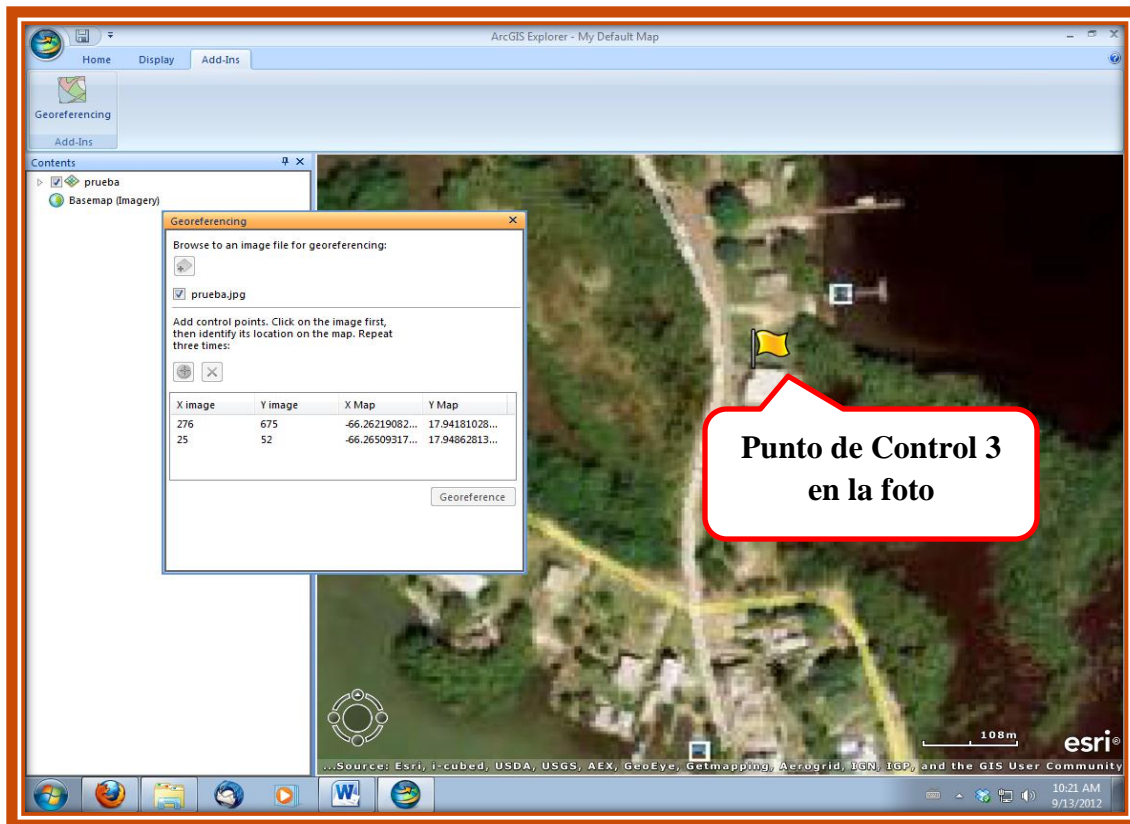 ArcGIS Explorer - My Default Map
Home Display Add-Ins
Georeferencing
Add-Ins
Contents
prueba
Basemap (Imagery)
Georeferencing
Browse to an image file for georeferencing:
prueba.jpg
Add control points. Click on the image first,
then identify its location on the map. Repeat
three times:
X image Y image X Map Y Map
276 675 -66.26219082... 17.94181028...
25 52 -66.26509317... 17.94862813...
Georeference
Punto de Control 3
en la foto
108m
esri®
...Source: Esri, i-cubed, USDA, USGS, AEX, GeoEye, Getmapping, Aerogrid, IGN, IGP, and the GIS User Community
10:21 AM
9/13/2012